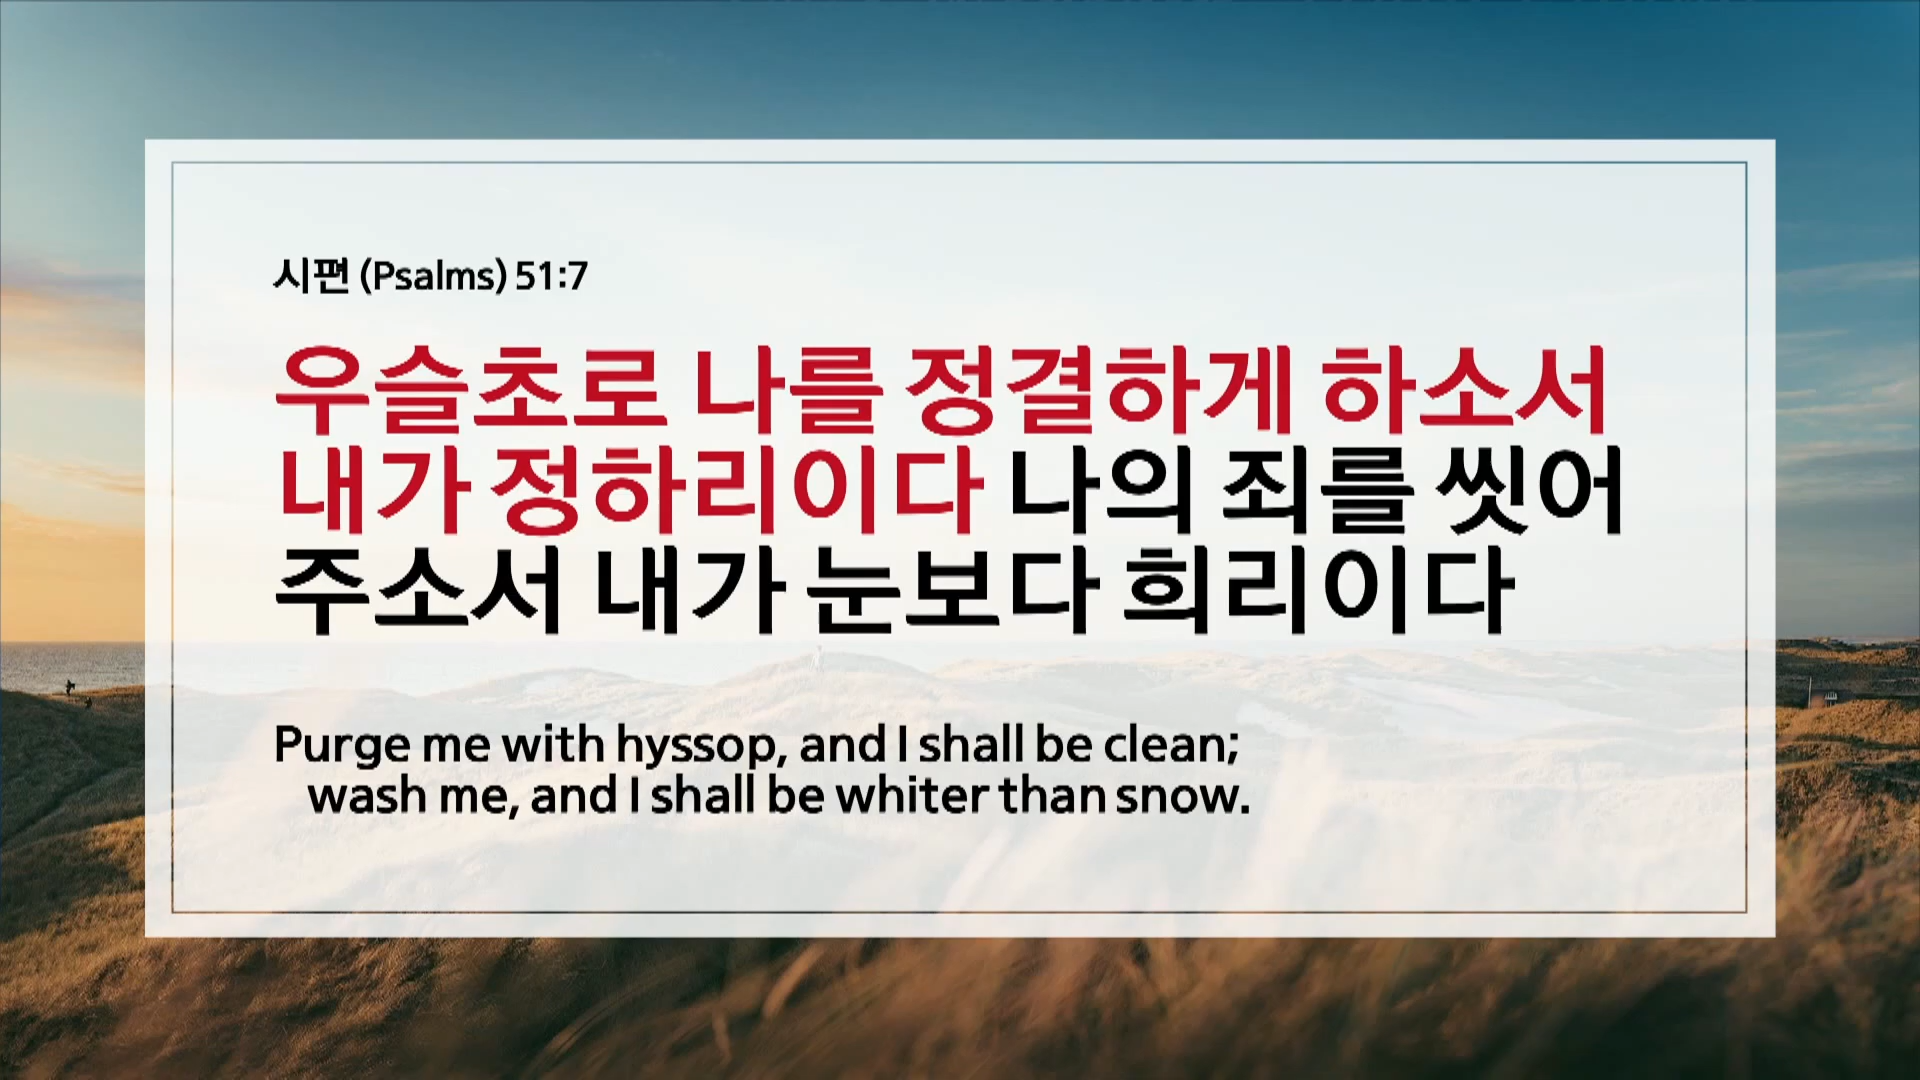 시편 (Psalms) 51:7
우슬초로 나를 정결하게 하소서
내가 정하리이다 나의 죄를 씻어
주소서 내가 눈보다 희리이다
Purge me with hyssop, and I shall be clean;
wash me, and I shall be whiter than snow.